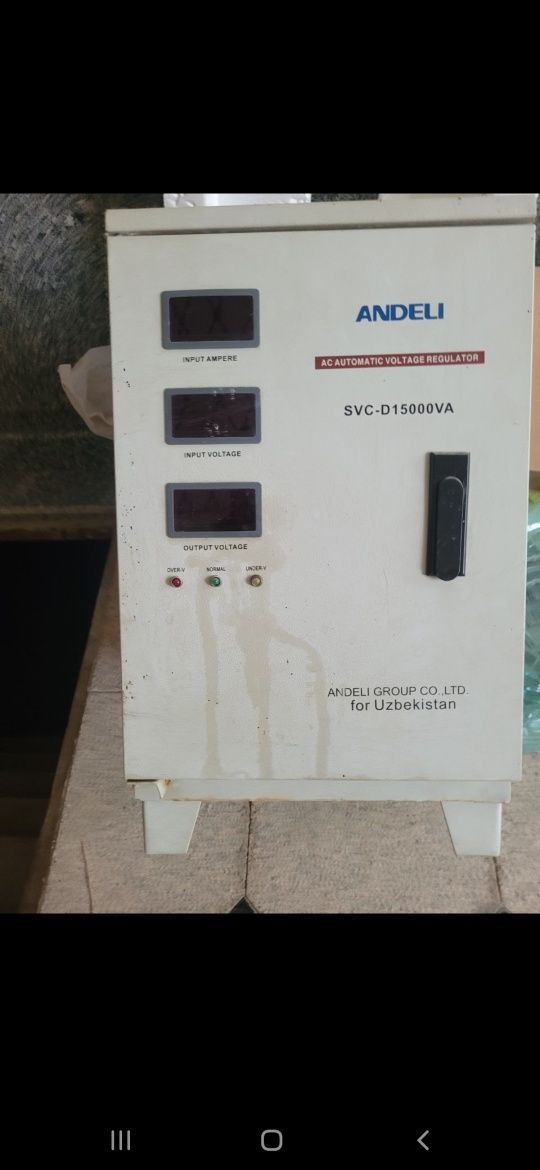 ANDELI
INPUT AMPERE
AC AUTOMATIC VOLTAGE REGULATOR
SVC-D15000VA
INPUT VOLTAGE
OUTPUT VOLTAGE
OVER-V NORMAL UNDER-V
ANDELI GROUP CO.,LTD.
for Uzbekistan